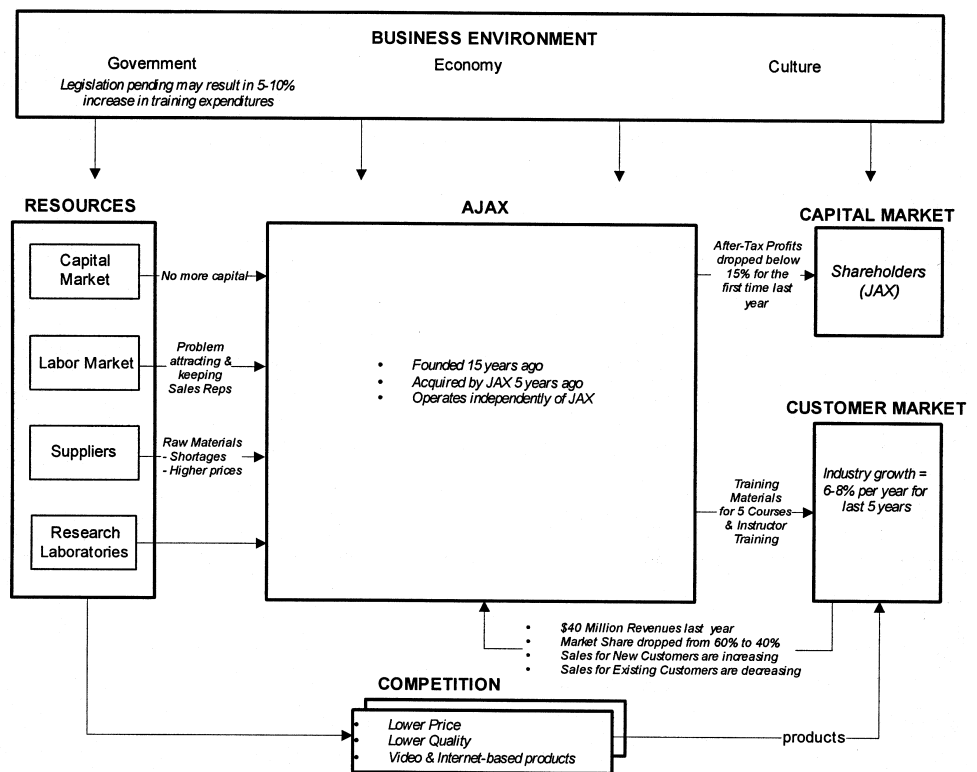 BUSINESS ENVIRONMENT
Government
Legislation pending may result in 5-10%
increase in training expenditures
Economy
Culture
RESOURCES
Capital
Market
No more capital
Labor Market
Problem
attracting &
keeping
Sales Reps
Suppliers
Raw Materials
- Shortages
- Higher prices
Research
Laboratories
AJAX
• Founded 15 years ago
• Acquired by JAX 5 years ago
• Operates independently of JAX
After-Tax Profits
dropped below
15% for the
first time last
year
CAPITAL MARKET
Shareholders
(JAX)
CUSTOMER MARKET
Industry growth =
6-8% per year for
last 5 years
Training
Materials
for 5 Courses
& Instructor
Training
• $40 Million Revenues last year
• Market Share dropped from 60% to 40%
• Sales for New Customers are increasing
• Sales for Existing Customers are decreasing
COMPETITION
• Lower Price
• Lower Quality
• Video & Internet-based products
products